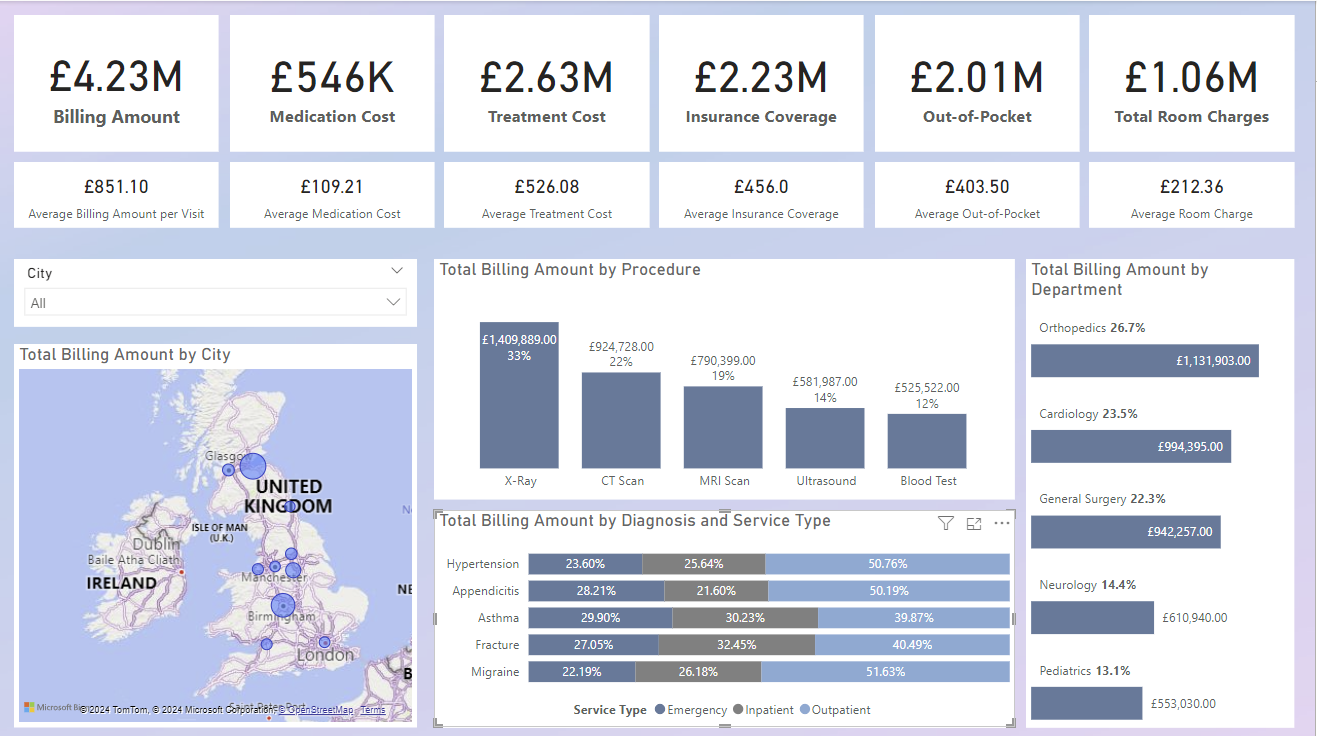 £4.23M
Billing Amount
£546K
Medication Cost
£2.63M
Treatment Cost
£2.23M
Insurance Coverage
£2.01M
Out-of-Pocket
£1.06M
Total Room Charges
£851.10
Average Billing Amount per Visit
£109.21
Average Medication Cost
£526.08
Average Treatment Cost
£456.0
Average Insurance Coverage
£403.50
Average Out-of-Pocket
£212.36
Average Room Charge
City
All
Total Billing Amount by City
Glasgow
UNITED
KINGDOM
ISLE OF MAN
(U.K.)
Dublin
Baile Átha Cliath
IRELAND
Manchester
NE
Birmingham
London
B
Microsoft Bi
©2024 TomTom, © 2024 Microsoft Corporation, © OpenStreetMap Terms
Total Billing Amount by Procedure
£1,409,889.00
33%
£924,728.00
22%
£790,399.00
19%
£581,987.00
14%
£525,522.00
12%
X-Ray CT Scan MRI Scan Ultrasound Blood Test
Total Billing Amount by Diagnosis and Service Type
Hypertension 23.60% 25.64% 50.76%
Appendicitis 28.21% 21.60% 50.19%
Asthma 29.90% 30.23% 39.87%
Fracture 27.05% 32.45% 40.49%
Migraine 22.19% 26.18% 51.63%
Service Type Emergency Inpatient Outpatient
Total Billing Amount by
Department
Orthopedics 26.7%
£1,131,903.00
Cardiology 23.5%
£994,395.00
General Surgery 22.3%
£942,257.00
Neurology 14.4%
£610,940.00
Pediatrics 13.1%
£553,030.00